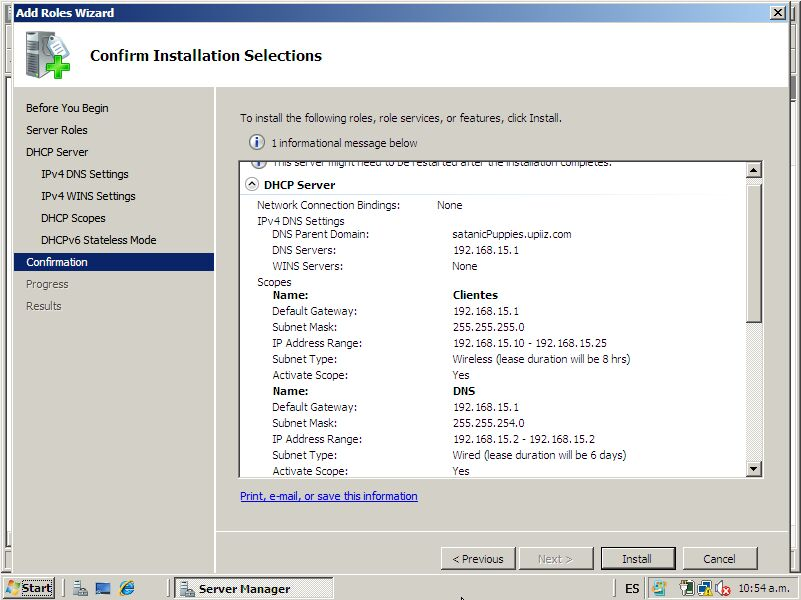 Add Roles Wizard
Confirm Installation Selections
Before You Begin
Server Roles
DHCP Server
IPv4 DNS Settings
IPv4 WINS Settings
DHCP Scopes
DHCPv6 Stateless Mode
Confirmation
Progress
Results
To install the following roles, role services, or features, click Install.
1 informational message below
This server might need to be restarted after the installation completes.
DHCP Server
Network Connection Bindings: None
IPv4 DNS Settings
DNS Parent Domain: satanicPuppies.upiiz.com
DNS Servers: 192.168.15.1
WINS Servers: None
Scopes
Name: Clientes
Default Gateway: 192.168.15.1
Subnet Mask: 255.255.255.0
IP Address Range: 192.168.15.10 - 192.168.15.25
Subnet Type: Wireless (lease duration will be 8 hrs)
Activate Scope: Yes
Name: DNS
Default Gateway: 192.168.15.1
Subnet Mask: 255.255.254.0
IP Address Range: 192.168.15.2 - 192.168.15.2
Subnet Type: Wired (lease duration will be 6 days)
Activate Scope: Yes
Print, e-mail, or save this information
< Previous Next > Install Cancel
Start Server Manager ES 10:54 a.m.